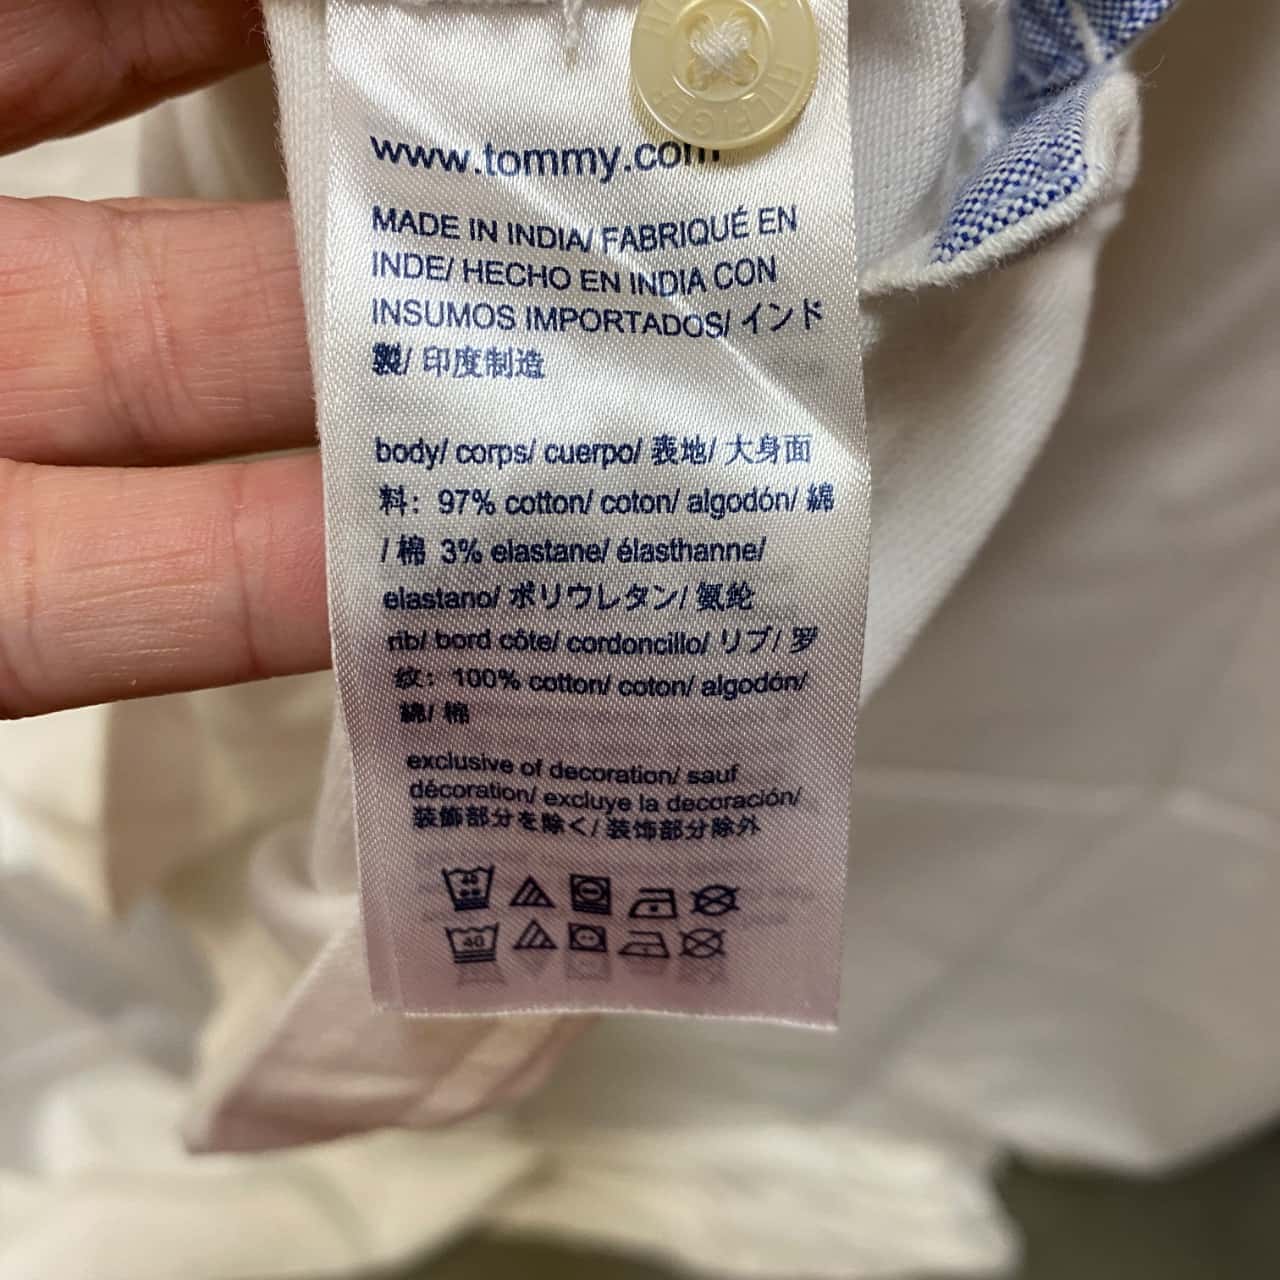 HILFIGER
www.tommy.com
MADE IN INDIA/ FABRIQUÉ EN
INDE/ HECHO EN INDIA CON
INSUMOS IMPORTADOS/ インド
製/ 印度制造
body/ corps/ cuerpo/ 表地/ 大身面
料：97% cotton/ coton/ algodón/ 綿
/ 棉 3% elastane/ élasthanne/
elastano/ ポリウレタン/ 氨纶
rib/ bord côte/ cordoncillo/ リブ/ 罗
纹：100% cotton/ coton/ algodón/
綿/ 棉
exclusive of decoration/ sauf
décoration/ excluye la decoración/
装飾部分を除く/ 装饰部分除外
40
40